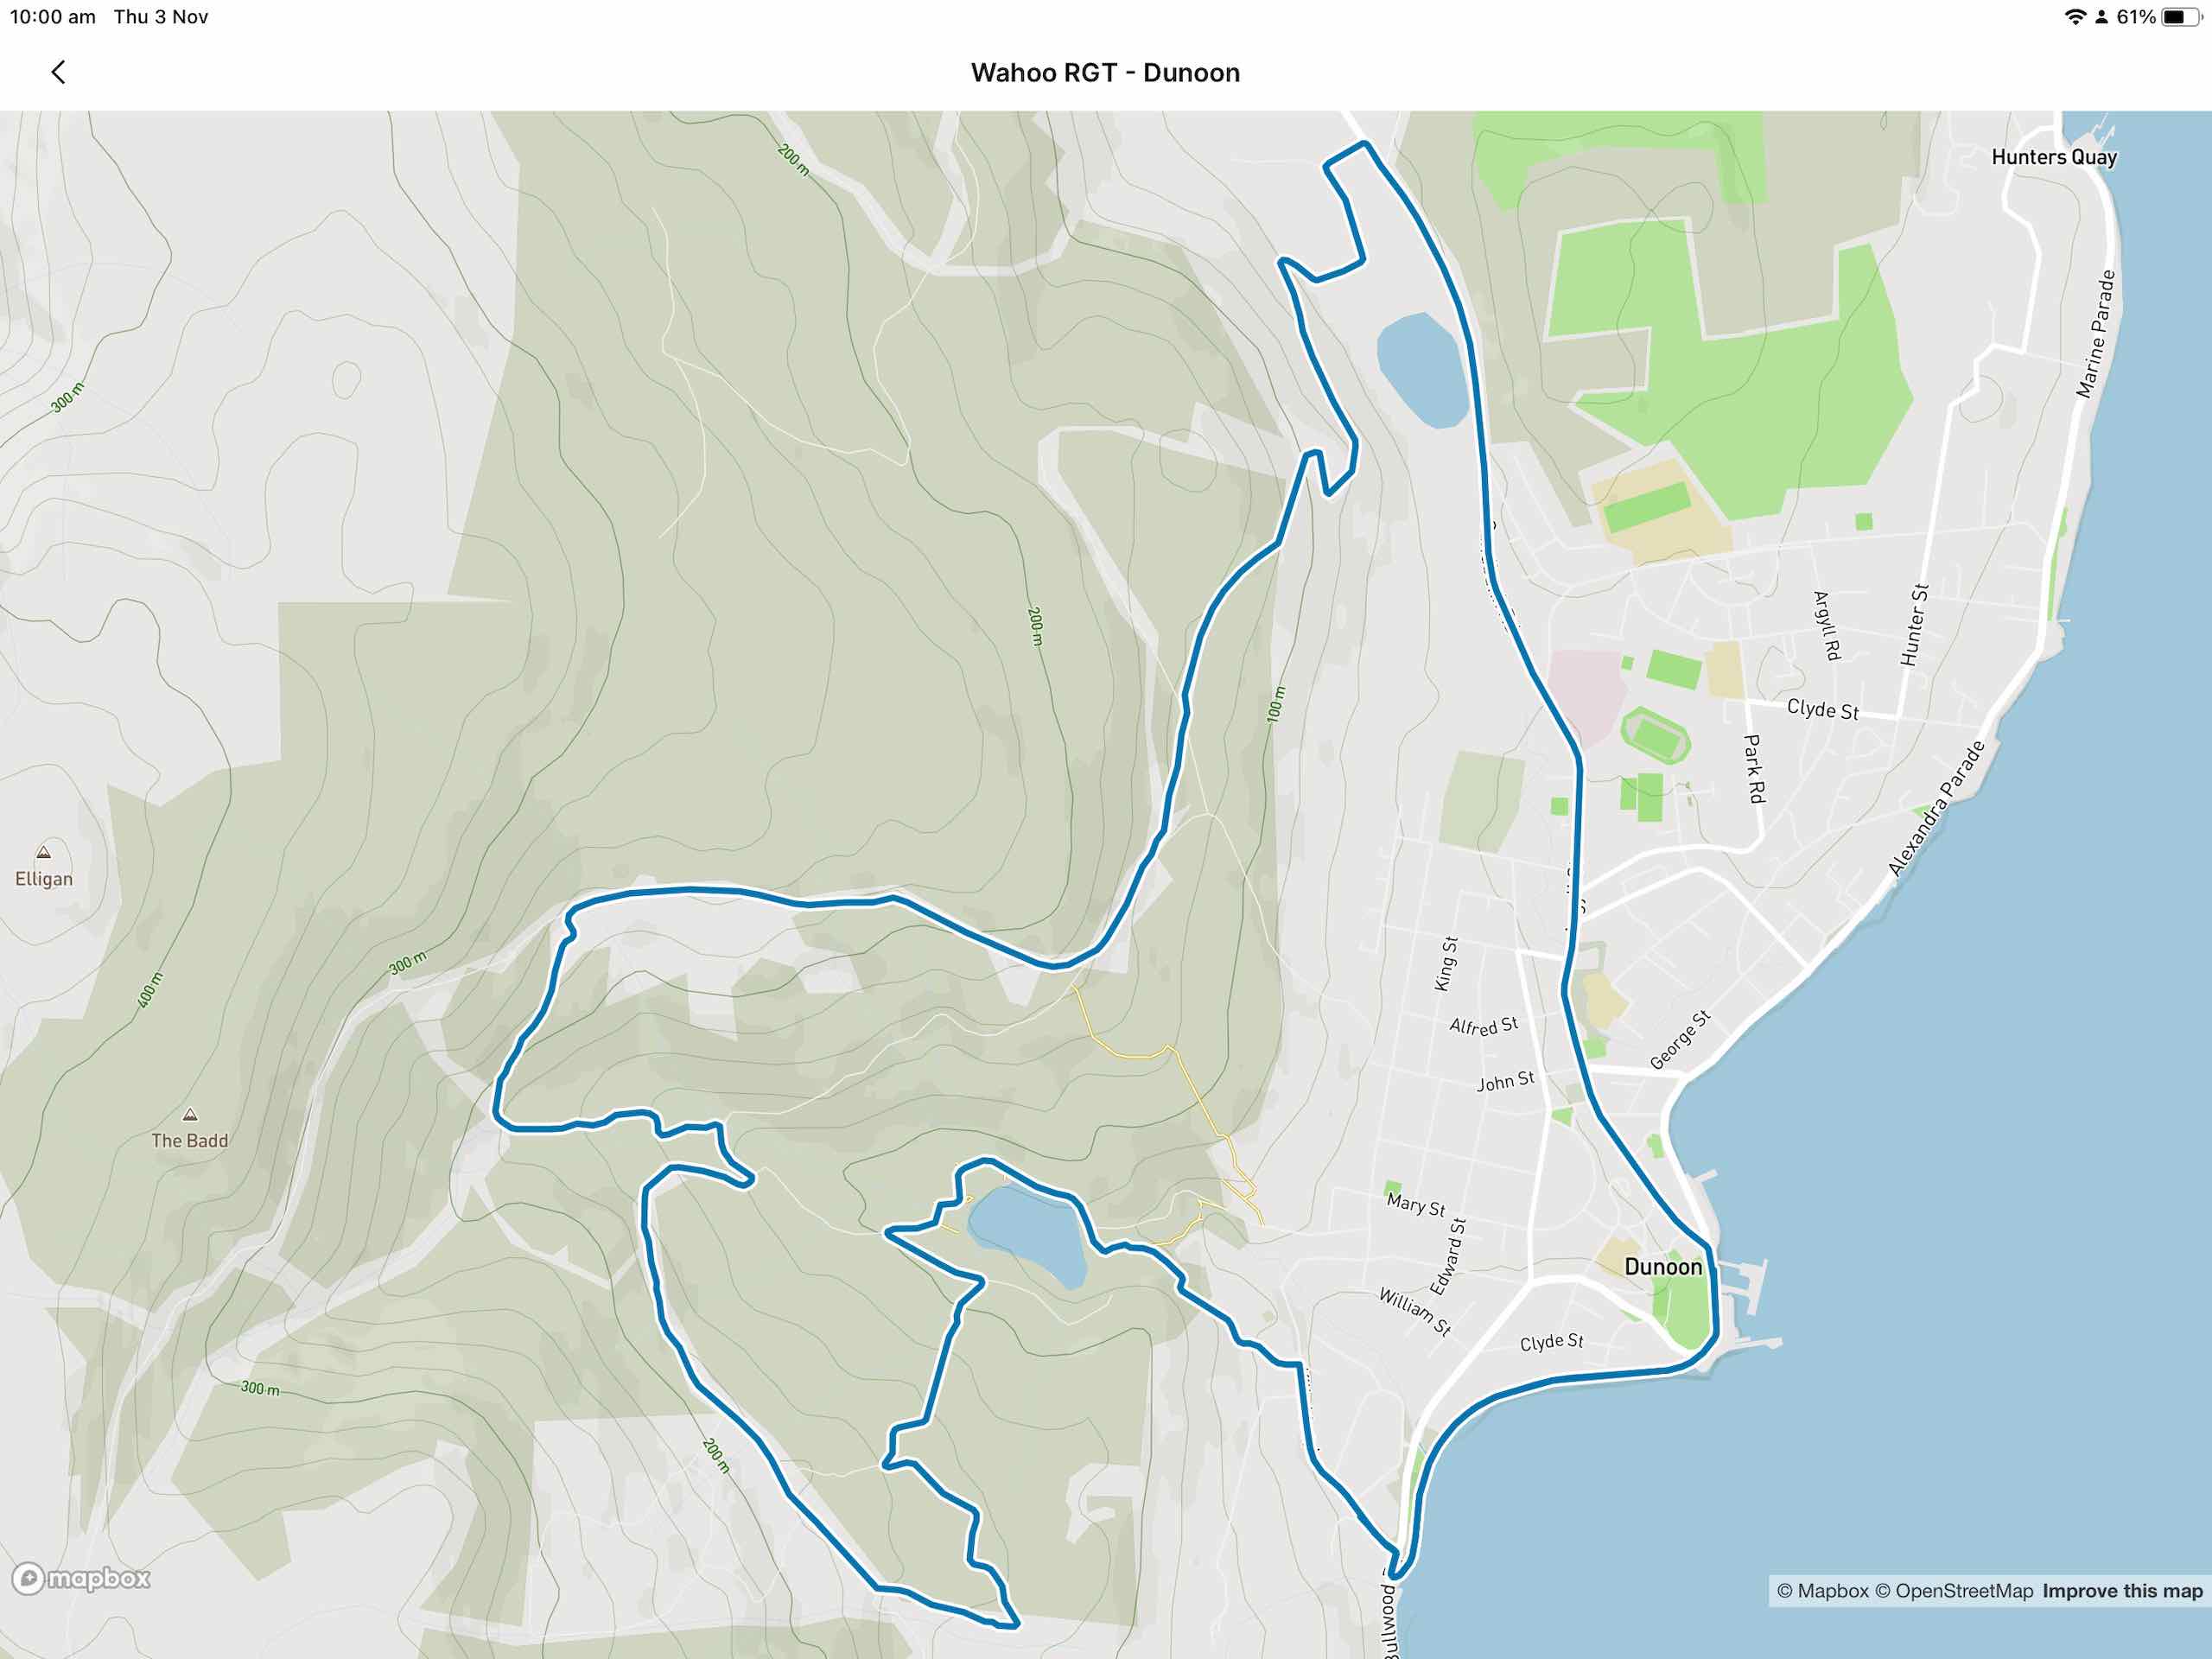 10:00 am Thu 3 Nov
61%
Wahoo RGT - Dunoon
200 m
Hunters Quay
Marine Parade
300 m
200 m
Argyll Rd
Hunter St
100 m
Clyde St
Park Rd
Alexandra Parade
Elligan
300 m
400 m
King St
Alfred St
George St
John St
The Badd
Mary St
Edward St
Dunoon
William St
Clyde St
300 m
200 m
mapbox
Bullwood
© Mapbox © OpenStreetMap Improve this map